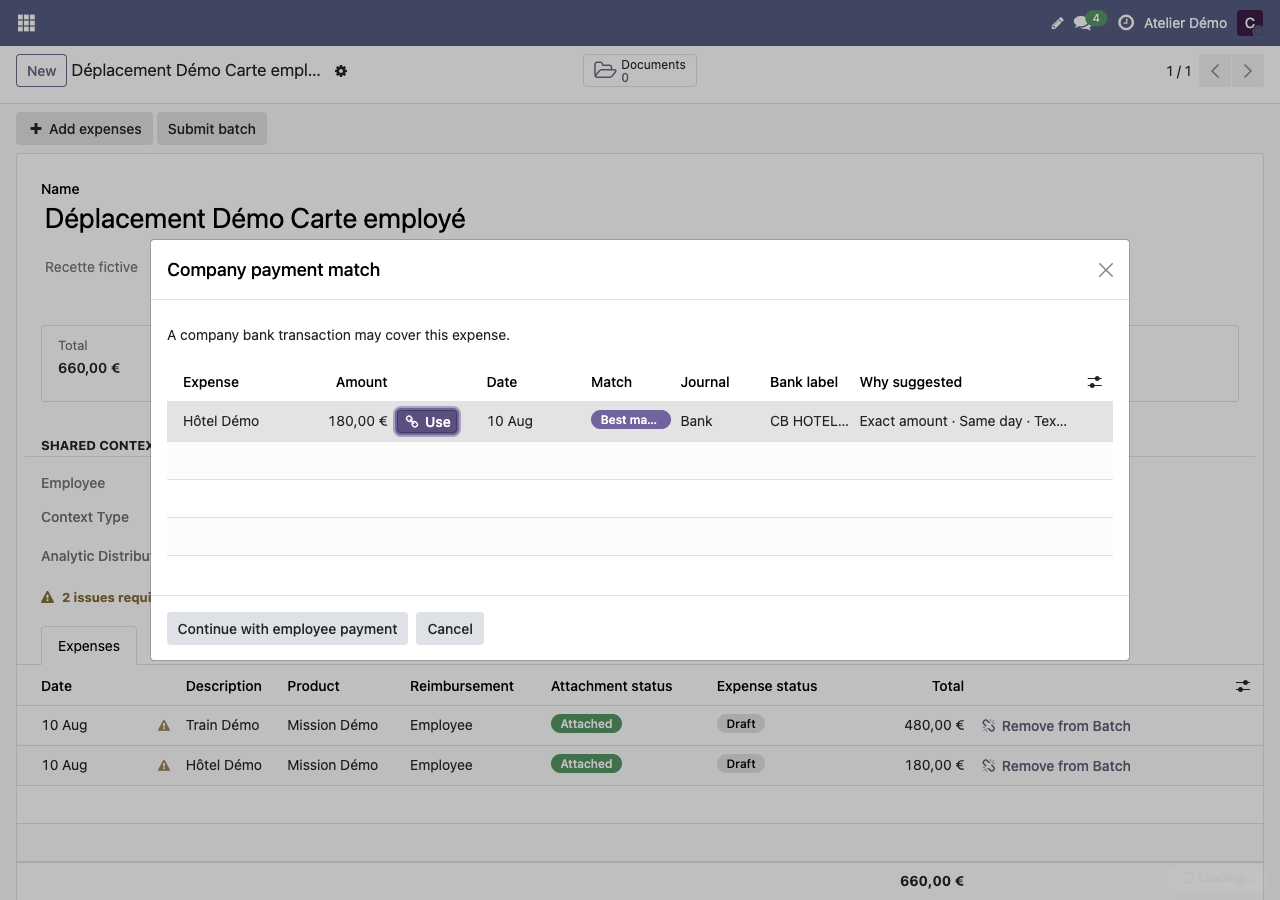 4 Atelier Démo C
New Déplacement Démo Carte empl... Documents 0 1 / 1
Add expenses Submit batch
Name
Déplacement Démo Carte employé
Recette fictive
Company payment match
A company bank transaction may cover this expense.
Total
660,00 €
Expense Amount Date Match Journal Bank label Why suggested
Hôtel Démo 180,00 € Use 10 Aug Best ma... Bank CB HOTEL... Exact amount · Same day · Tex...
SHARED CONTEX
Employee
Context Type
Analytic Distribu
2 issues requi
Continue with employee payment Cancel
Expenses
Date Description Product Reimbursement Attachment status Expense status Total
10 Aug Train Démo Mission Démo Employee Attached Draft 480,00 € Remove from Batch
10 Aug Hôtel Démo Mission Démo Employee Attached Draft 180,00 € Remove from Batch
660,00 €
Loading...